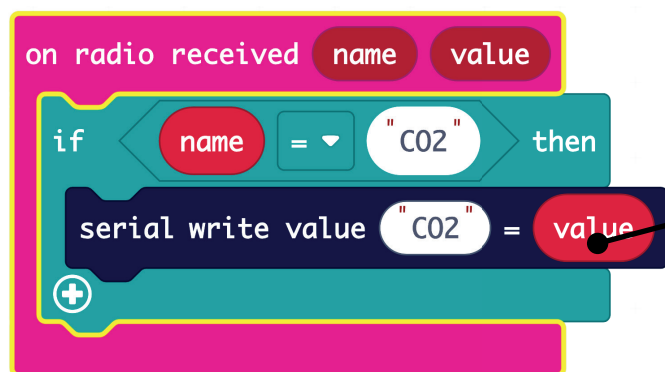 on radio received name value
if name = "CO2" then
serial write value "CO2" = value